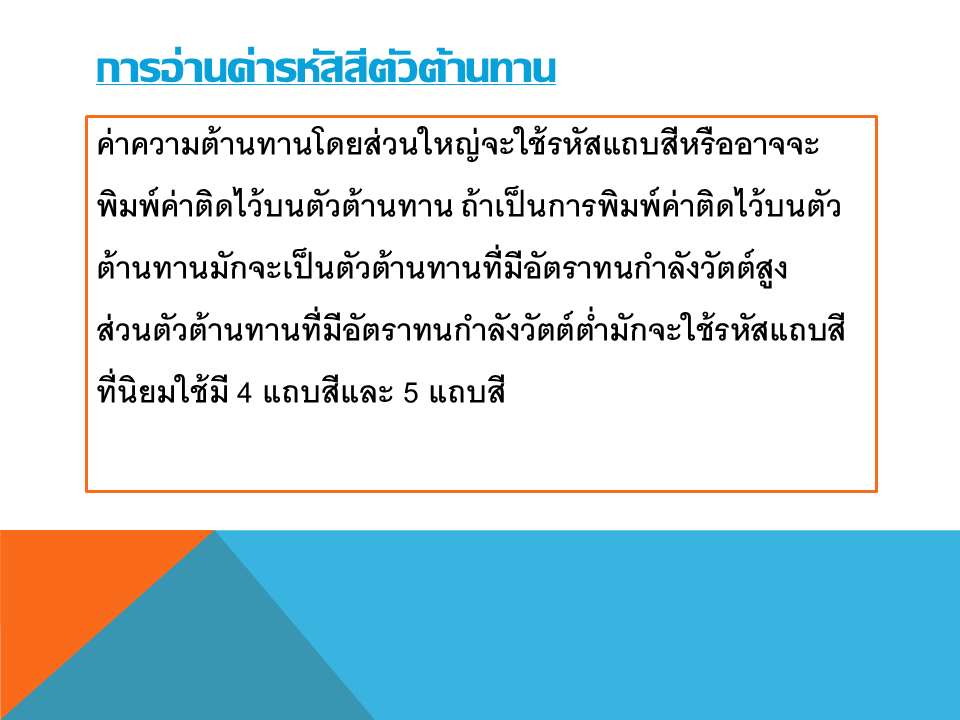 การอ่านค่ารหัสสีตัวต้านทาน
ค่าความต้านทานโดยส่วนใหญ่จะใช้รหัสแถบสีหรืออาจจะ
พิมพ์ค่าติดไว้บนตัวต้านทาน ถ้าเป็นการพิมพ์ค่าติดไว้บนตัว
ต้านทานมักจะเป็นตัวต้านทานที่มีอัตราทนกำลังวัตต์สูง
ส่วนตัวต้านทานที่มีอัตราทนกำลังวัตต์ต่ำมักจะใช้รหัสแถบสี
ที่นิยมใช้มี 4 แถบสีและ 5 แถบสี